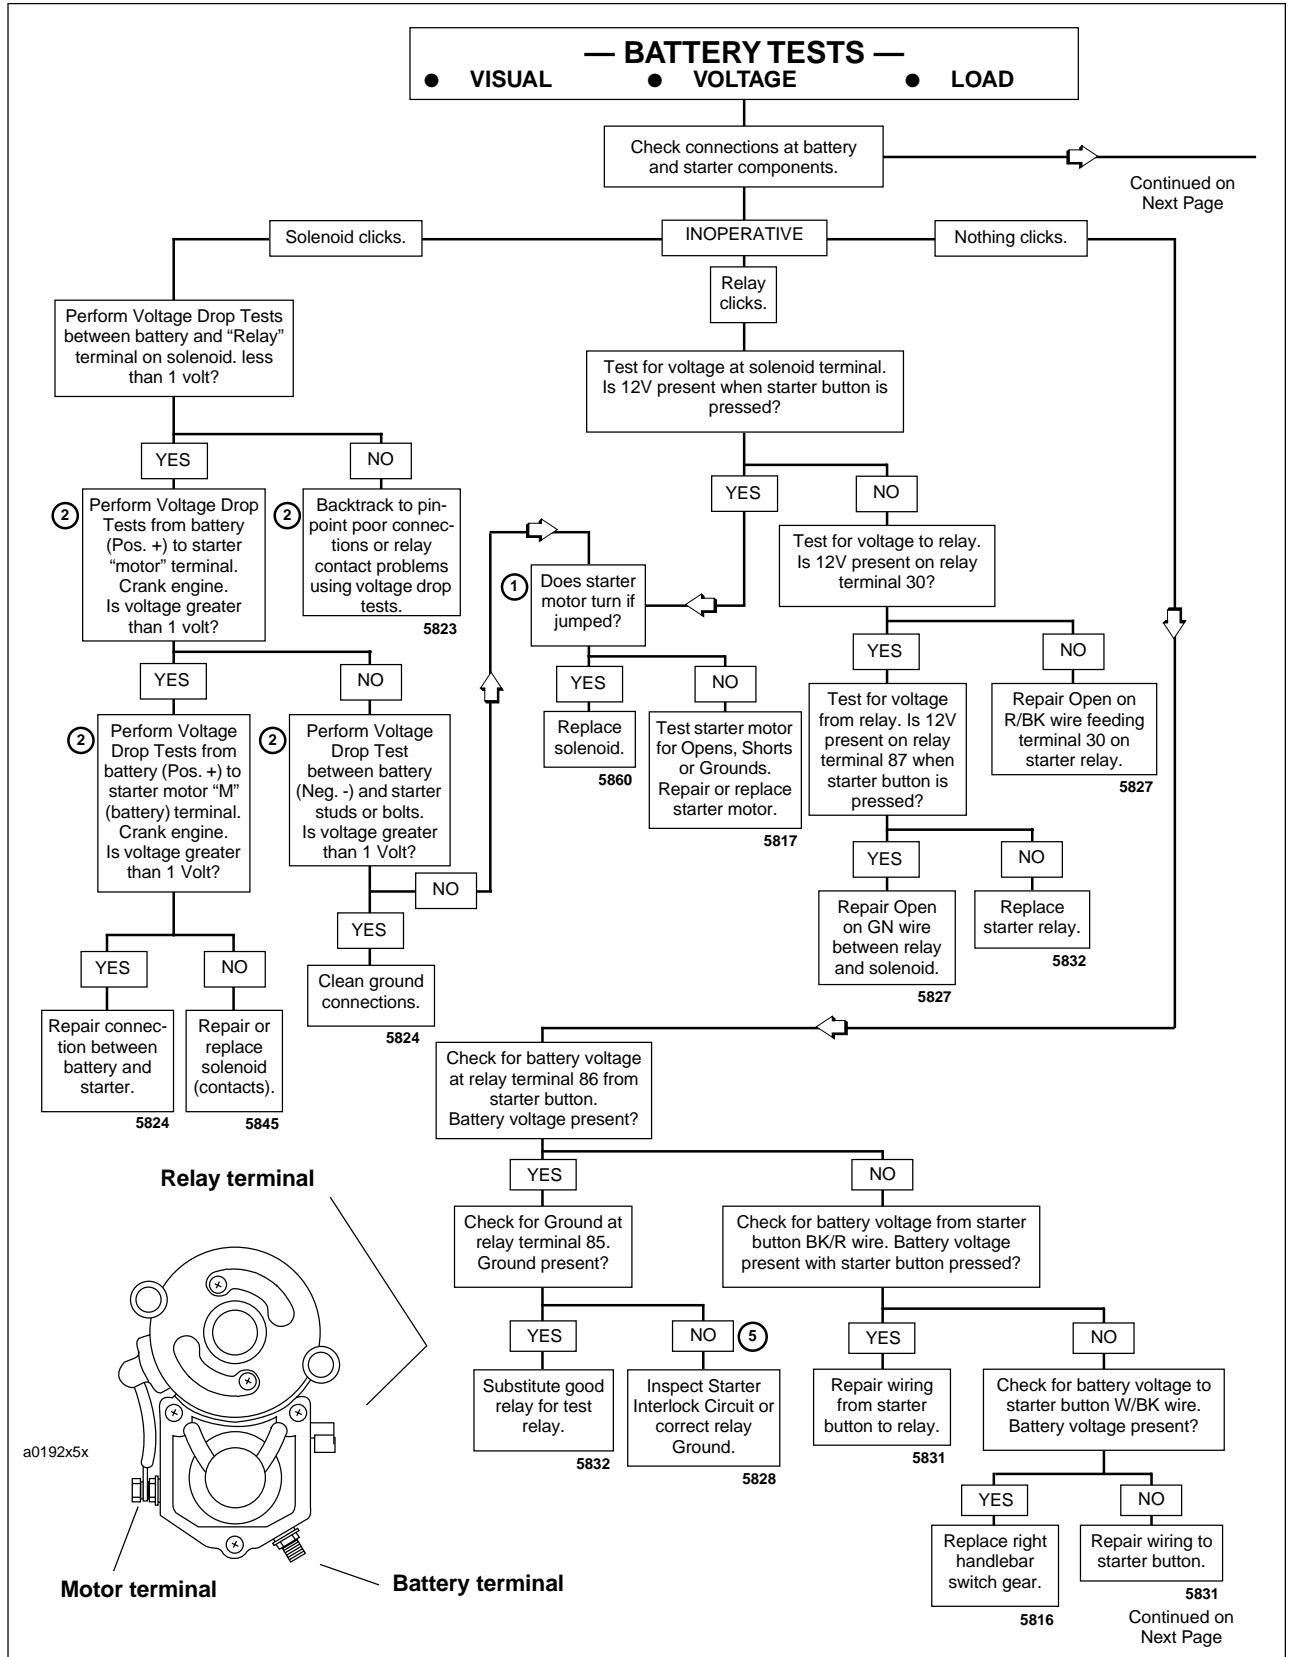 — BATTERY TESTS —
● VISUAL ● VOLTAGE ● LOAD
Check connections at battery
and starter components.
Continued on
Next Page
Solenoid clicks.
INOPERATIVE
Nothing clicks.
Relay
clicks.
Perform Voltage Drop Tests
between battery and “Relay”
terminal on solenoid. less
than 1 volt?
Test for voltage at solenoid terminal.
Is 12V present when starter button is
pressed?
YES
NO
YES
NO
2
Perform Voltage Drop
Tests from battery
(Pos. +) to starter
“motor” terminal.
Crank engine.
Is voltage greater
than 1 volt?
2
Backtrack to pin-
point poor connec-
tions or relay
contact problems
using voltage drop
tests.
5823
1
Does starter
motor turn if
jumped?
Test for voltage to relay.
Is 12V present on relay
terminal 30?
YES
NO
YES
NO
YES
NO
2
Perform Voltage
Drop Tests from
battery (Pos. +) to
starter motor “M”
(battery) terminal.
Crank engine.
Is voltage greater
than 1 Volt?
2
Perform Voltage
Drop Test
between battery
(Neg. -) and starter
studs or bolts.
Is voltage greater
than 1 Volt?
Replace
solenoid.
5860
Test starter motor
for Opens, Shorts
or Grounds.
Repair or replace
starter motor.
5817
Test for voltage
from relay. Is 12V
present on relay
terminal 87 when
starter button is
pressed?
Repair Open on
R/BK wire feeding
terminal 30 on
starter relay.
5827
NO
YES
YES
NO
Repair Open
on GN wire
between relay
and solenoid.
5827
Replace
starter relay.
5832
YES
NO
Clean ground
connections.
5824
Repair connec-
tion between
battery and
starter.
5824
Repair or
replace
solenoid
(contacts).
5845
Check for battery voltage
at relay terminal 86 from
starter button.
Battery voltage present?
YES
NO
Check for Ground at
relay terminal 85.
Ground present?
Check for battery voltage from starter
button BK/R wire. Battery voltage
present with starter button pressed?
YES
NO
5
YES
NO
Substitute good
relay for test
relay.
5832
Inspect Starter
Interlock Circuit or
correct relay
Ground.
5828
Repair wiring
from starter
button to relay.
5831
Check for battery voltage to
starter button W/BK wire.
Battery voltage present?
YES
NO
Replace right
handlebar
switch gear.
5816
Repair wiring to
starter button.
5831
Continued on
Next Page
Relay terminal
a0192x5x
Motor terminal
Battery terminal